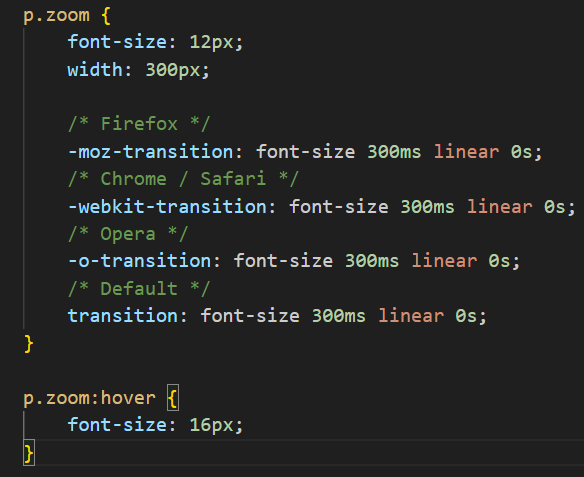 p.zoom {
    font-size: 12px;
    width: 300px;

    /* Firefox */
    -moz-transition: font-size 300ms linear 0s;
    /* Chrome / Safari */
    -webkit-transition: font-size 300ms linear 0s;
    /* Opera */
    -o-transition: font-size 300ms linear 0s;
    /* Default */
    transition: font-size 300ms linear 0s;
}

p.zoom:hover {
    font-size: 16px;
}